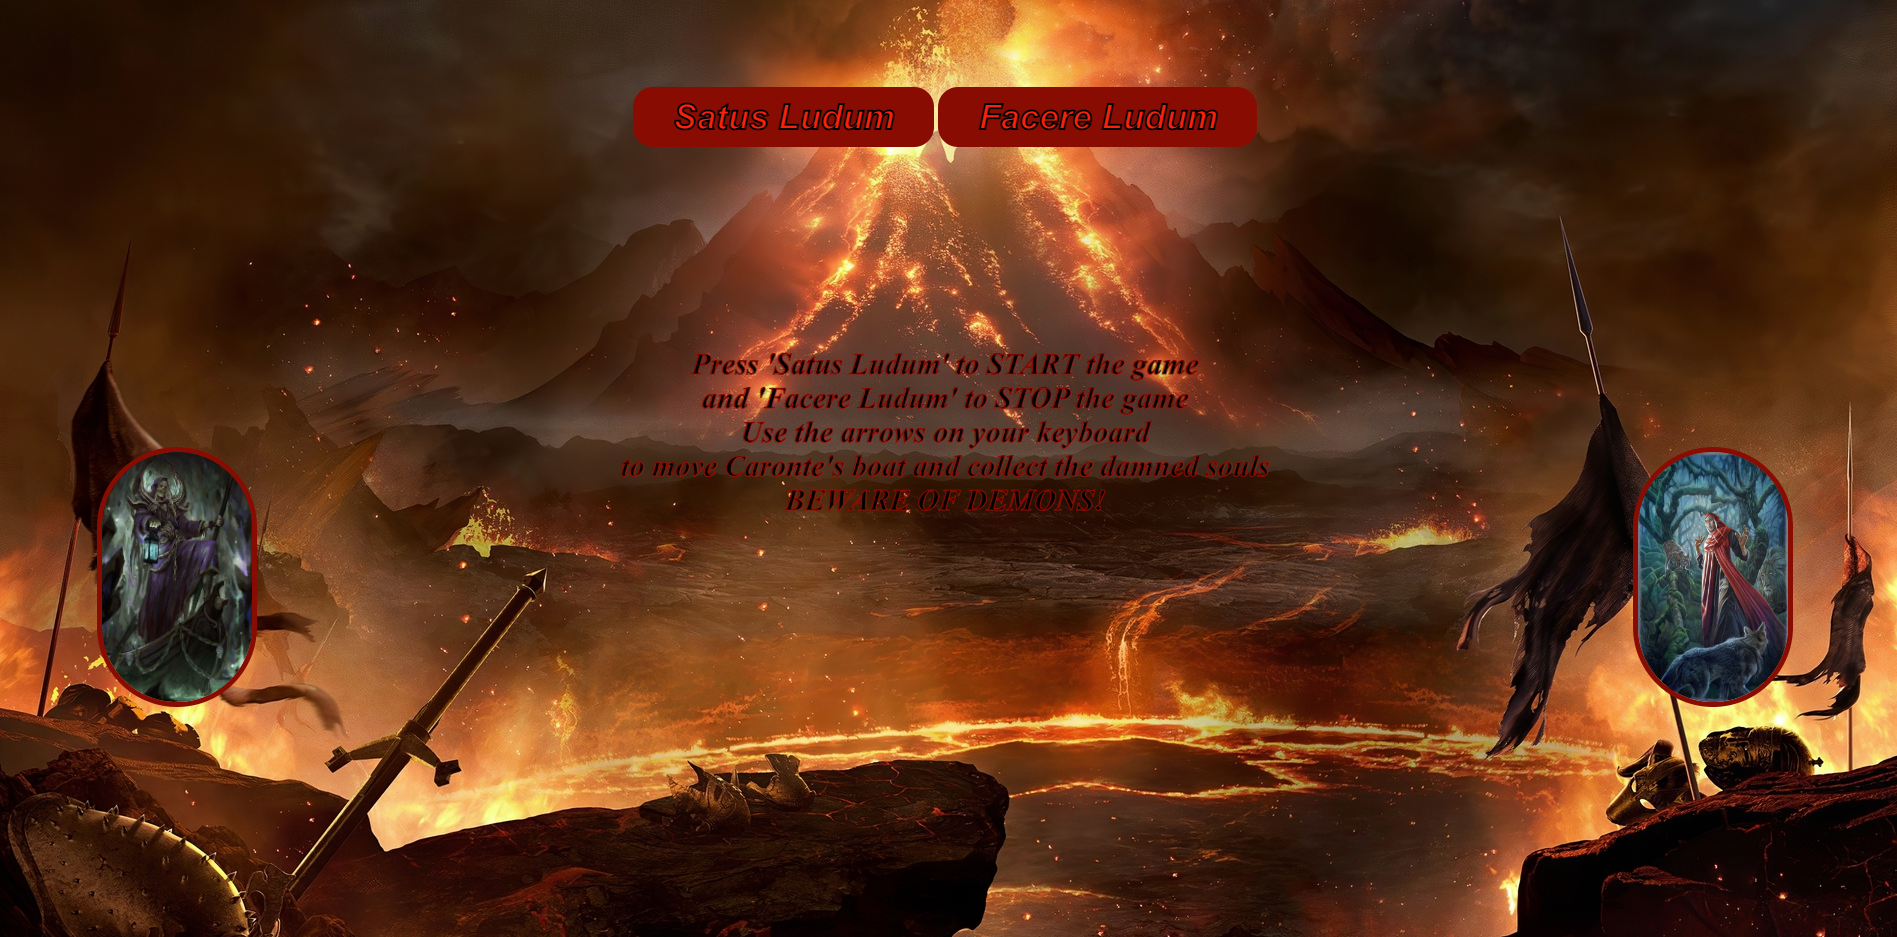 Satus Ludum
Facere Ludum
Press 'Satus Ludum' to START the game
and 'Facere Ludum' to STOP the game
Use the arrows on your keyboard
to move Caronte's boat and collect the damned souls
BEWARE OF DEMONS!